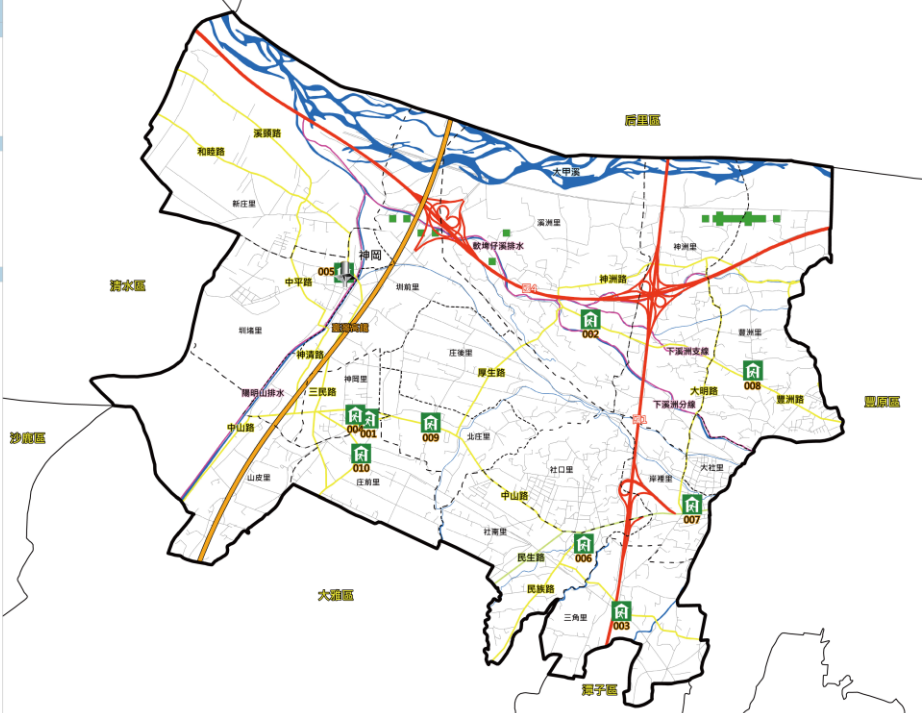 后里區
溪頭路
和睦路
太甲溪
新庄里
溪洲里
軟埤仔溪排水
神洲里
神岡
005
中平路
圳前里
神洲路
清水區
國4
圳堵里
002
豐洲里
神清路
庄後里
下溪洲支線
厚生路
008
神岡里
陽明山排水
三民路
大明路
豐洲路
下溪洲分線
豐原區
國1
004
001
中山路
009
北庄里
沙鹿區
010
社口里
大社里
山皮里
庄前里
岸裡里
中山路
007
社南里
民生路
006
民族路
大雅區
三角里
003
潭子區